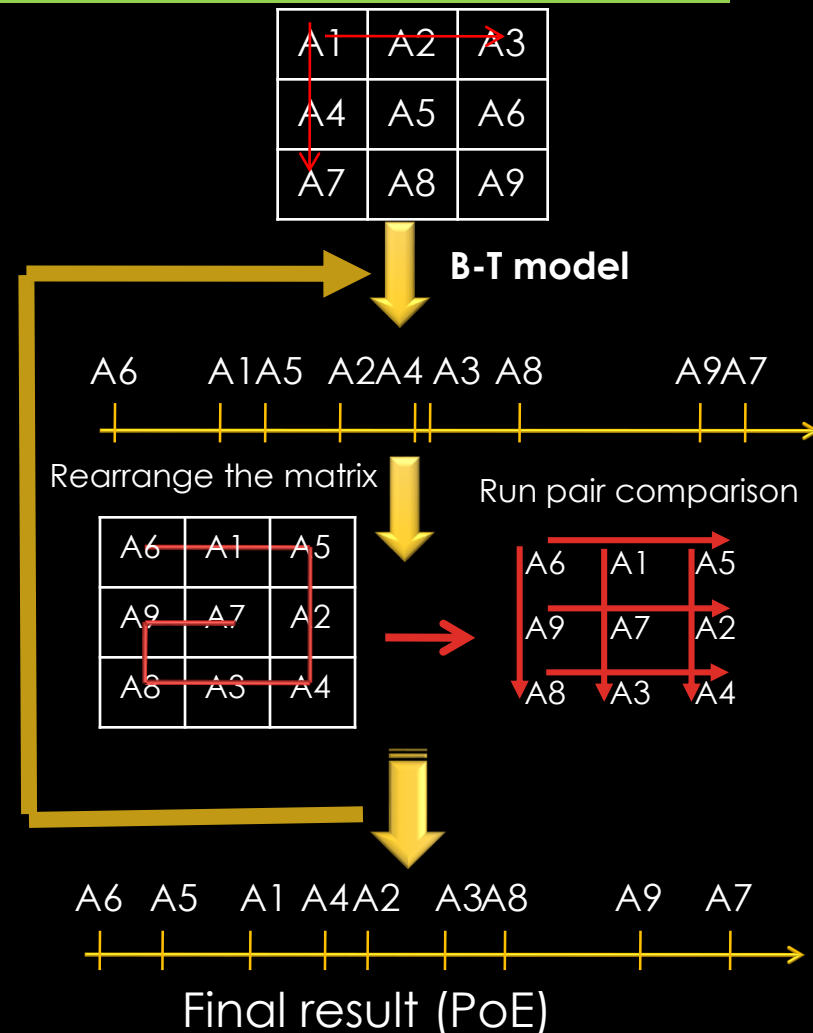 A1 A2 A3
A4 A5 A6
A7 A8 A9
B-T model
A6 A1A5 A2A4 A3 A8 A9A7
Rearrange the matrix
A6 A1 A5
A9 A7 A2
A8 A3 A4
Run pair comparison
A6 A1 A5
A9 A7 A2
A8 A3 A4
A6 A5 A1 A4A2 A3A8 A9 A7
Final result (PoE)